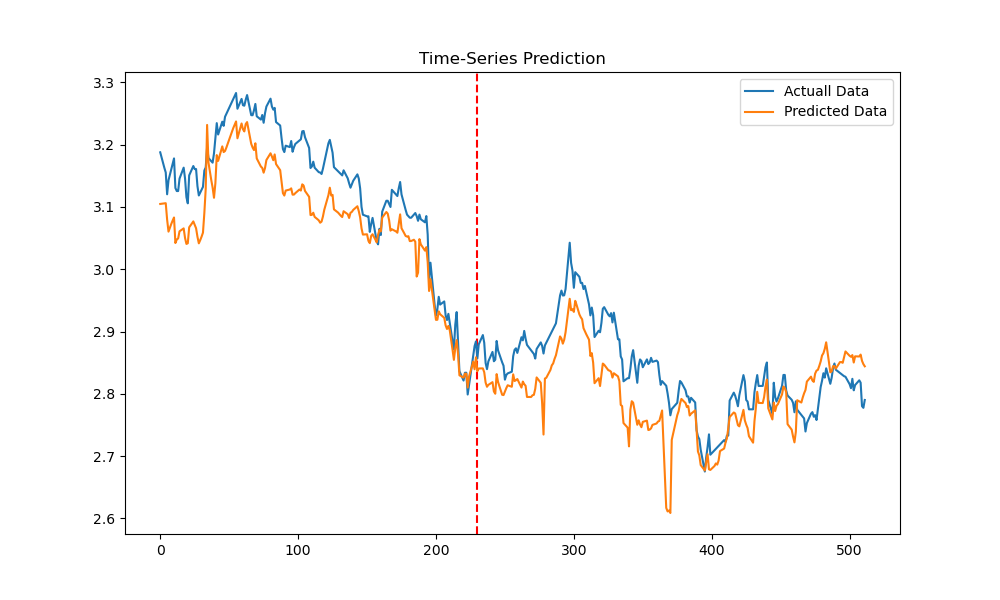 Time-Series Prediction
Actuall Data
Predicted Data
3.3
3.2
3.1
3.0
2.9
2.8
2.7
2.6
0 100 200 300 400 500